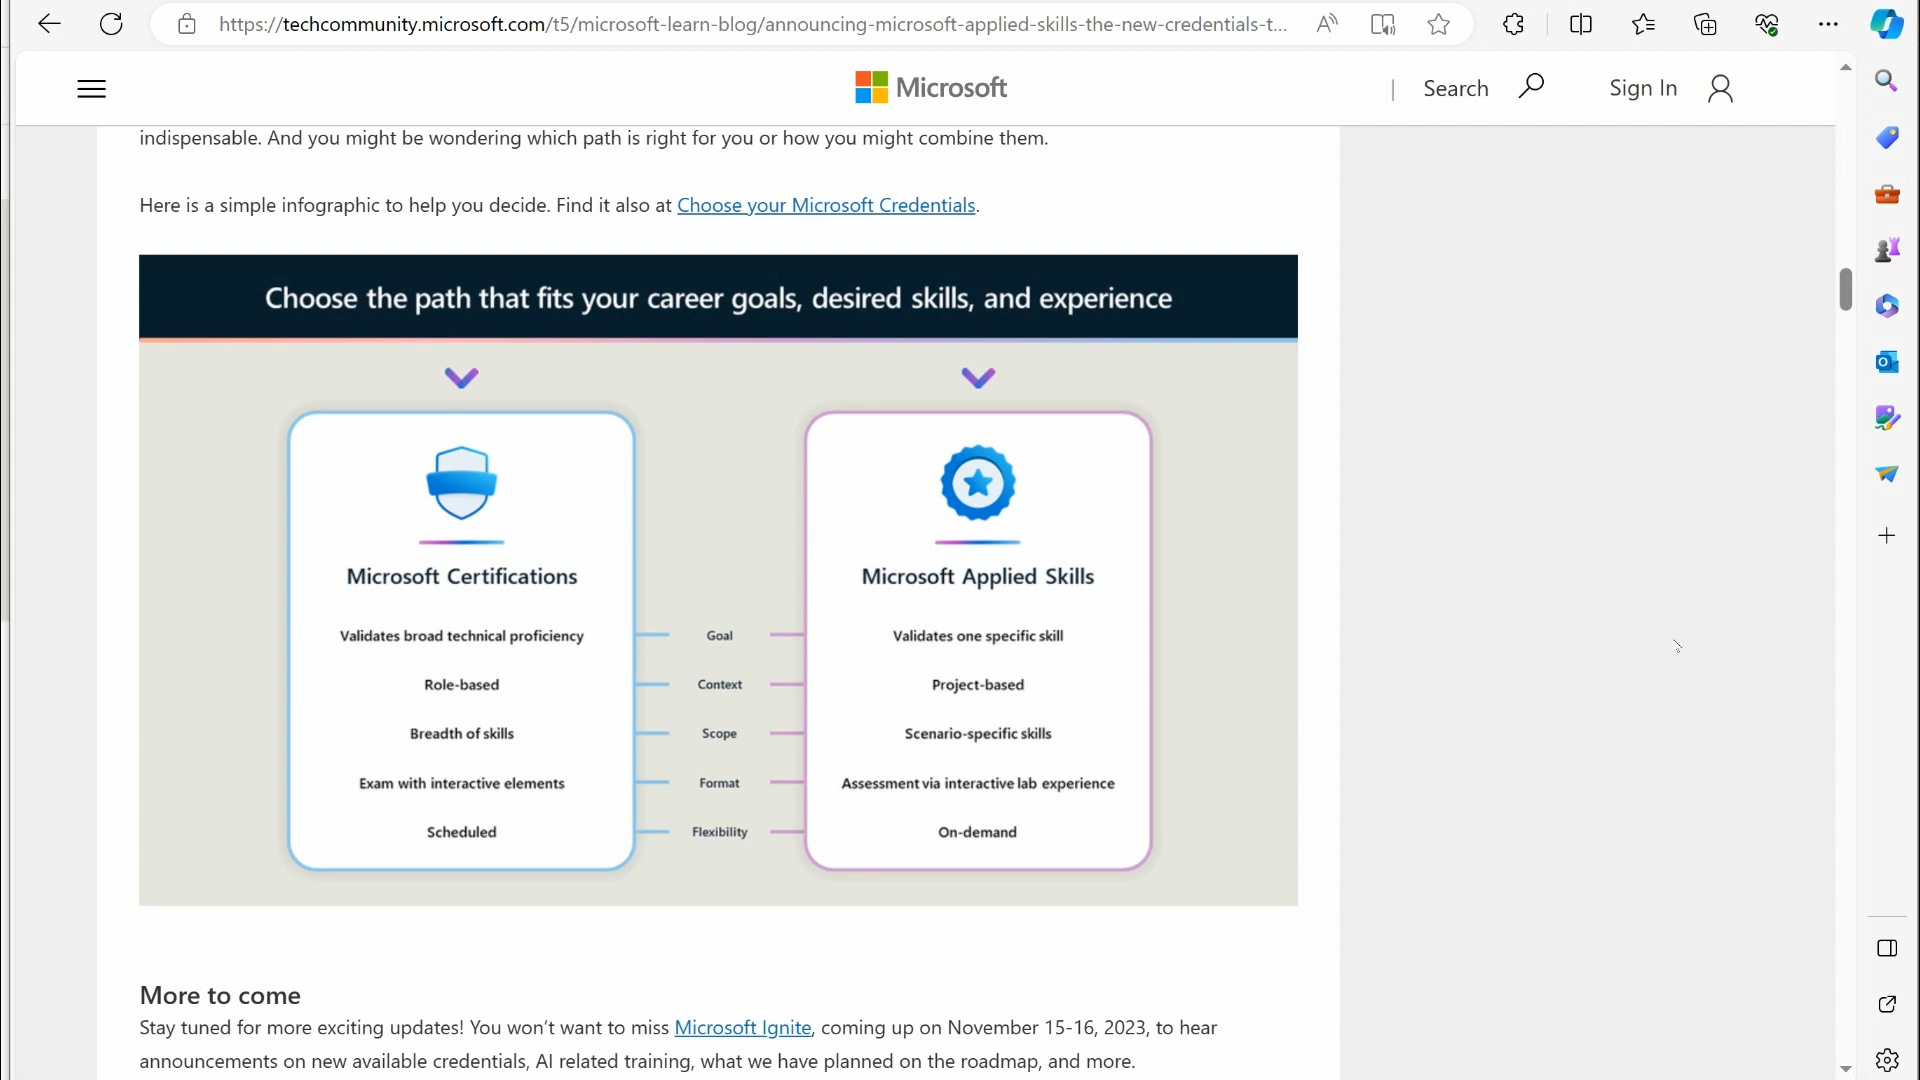 https://techcommunity.microsoft.com/t5/microsoft-learn-blog/announcing-microsoft-applied-skills-the-new-credentials-t...
Microsoft
| Search
Sign In
indispensable. And you might be wondering which path is right for you or how you might combine them.
Here is a simple infographic to help you decide. Find it also at Choose your Microsoft Credentials.
Choose the path that fits your career goals, desired skills, and experience
Microsoft Certifications
Microsoft Applied Skills
Validates broad technical proficiency
Goal
Validates one specific skill
Role-based
Context
Project-based
Breadth of skills
Scope
Scenario-specific skills
Exam with interactive elements
Format
Assessment via interactive lab experience
Scheduled
Flexibility
On-demand
More to come
Stay tuned for more exciting updates! You won't want to miss Microsoft Ignite, coming up on November 15-16, 2023, to hear
announcements on new available credentials, AI related training, what we have planned on the roadmap, and more.